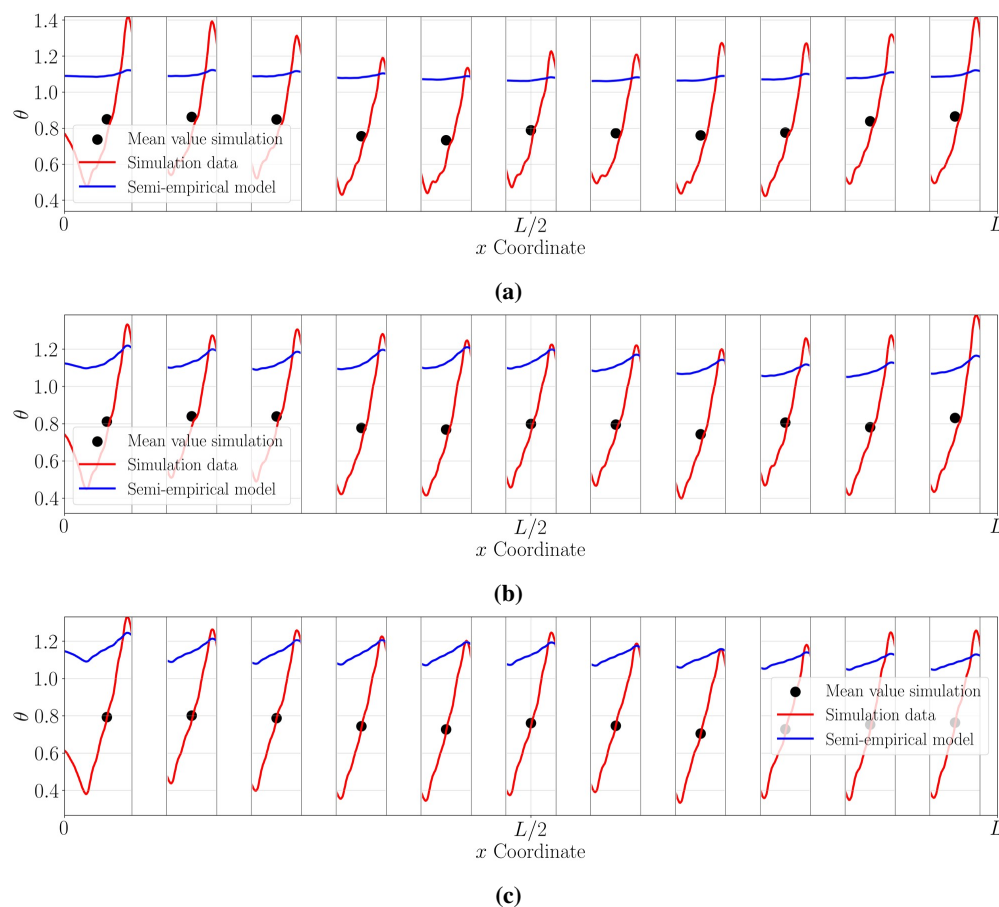 1.4
1.2
1.0
0.8
0.6
0.4
θ
Mean value simulation
Simulation data
Semi-empirical model
0
L/2
L
x Coordinate
(a)
1.2
1.0
0.8
0.6
0.4
θ
Mean value simulation
Simulation data
Semi-empirical model
0
L/2
L
x Coordinate
(b)
1.2
1.0
0.8
0.6
0.4
θ
Mean value simulation
Simulation data
Semi-empirical model
0
L/2
L
x Coordinate
(c)